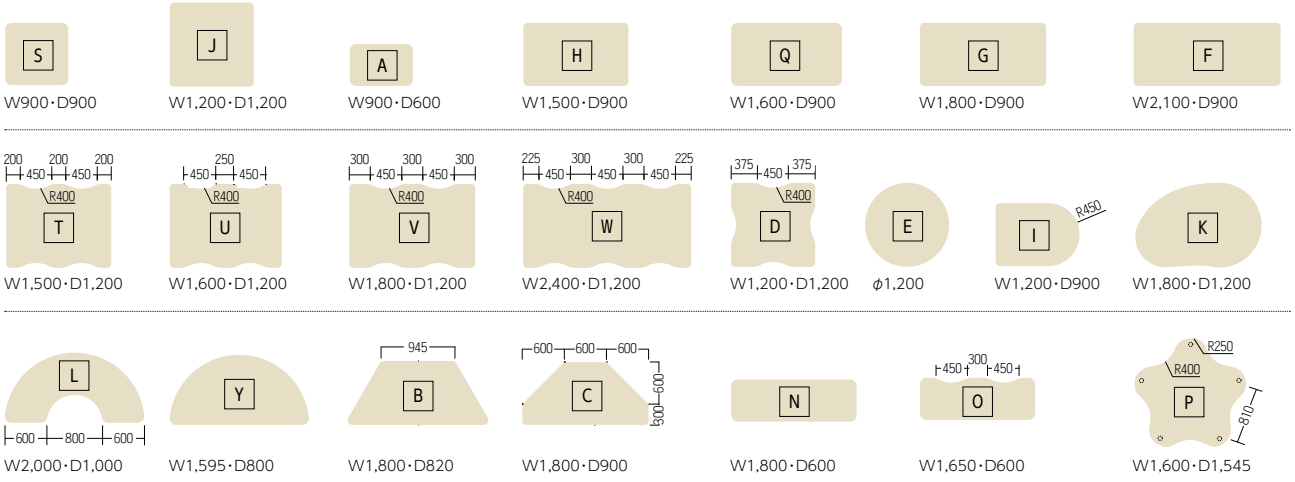 S
J
A
H
Q
G
F
W900・D900
W1,200・D1,200
W900・D600
W1,500・D900
W1,600・D900
W1,800・D900
W2,100・D900
200 200 200
450 450
R400
T
W1,500・D1,200
250
450 450
R400
U
W1,600・D1,200
300 300 300
450 450
R400
V
W1,800・D1,200
225 300 300 225
450 450 450
R400
W
W2,400・D1,200
375 375
450
R400
D
W1,200・D1,200
E
φ1,200
R450
I
W1,200・D900
K
W1,800・D1,200
L
600 800 600
W2,000・D1,000
Y
W1,595・D800
945
B
W1,800・D820
600 600 600
600
300
C
W1,800・D900
N
W1,800・D600
300
450 450
O
W1,650・D600
R250
R400
P
810
W1,600・D1,545